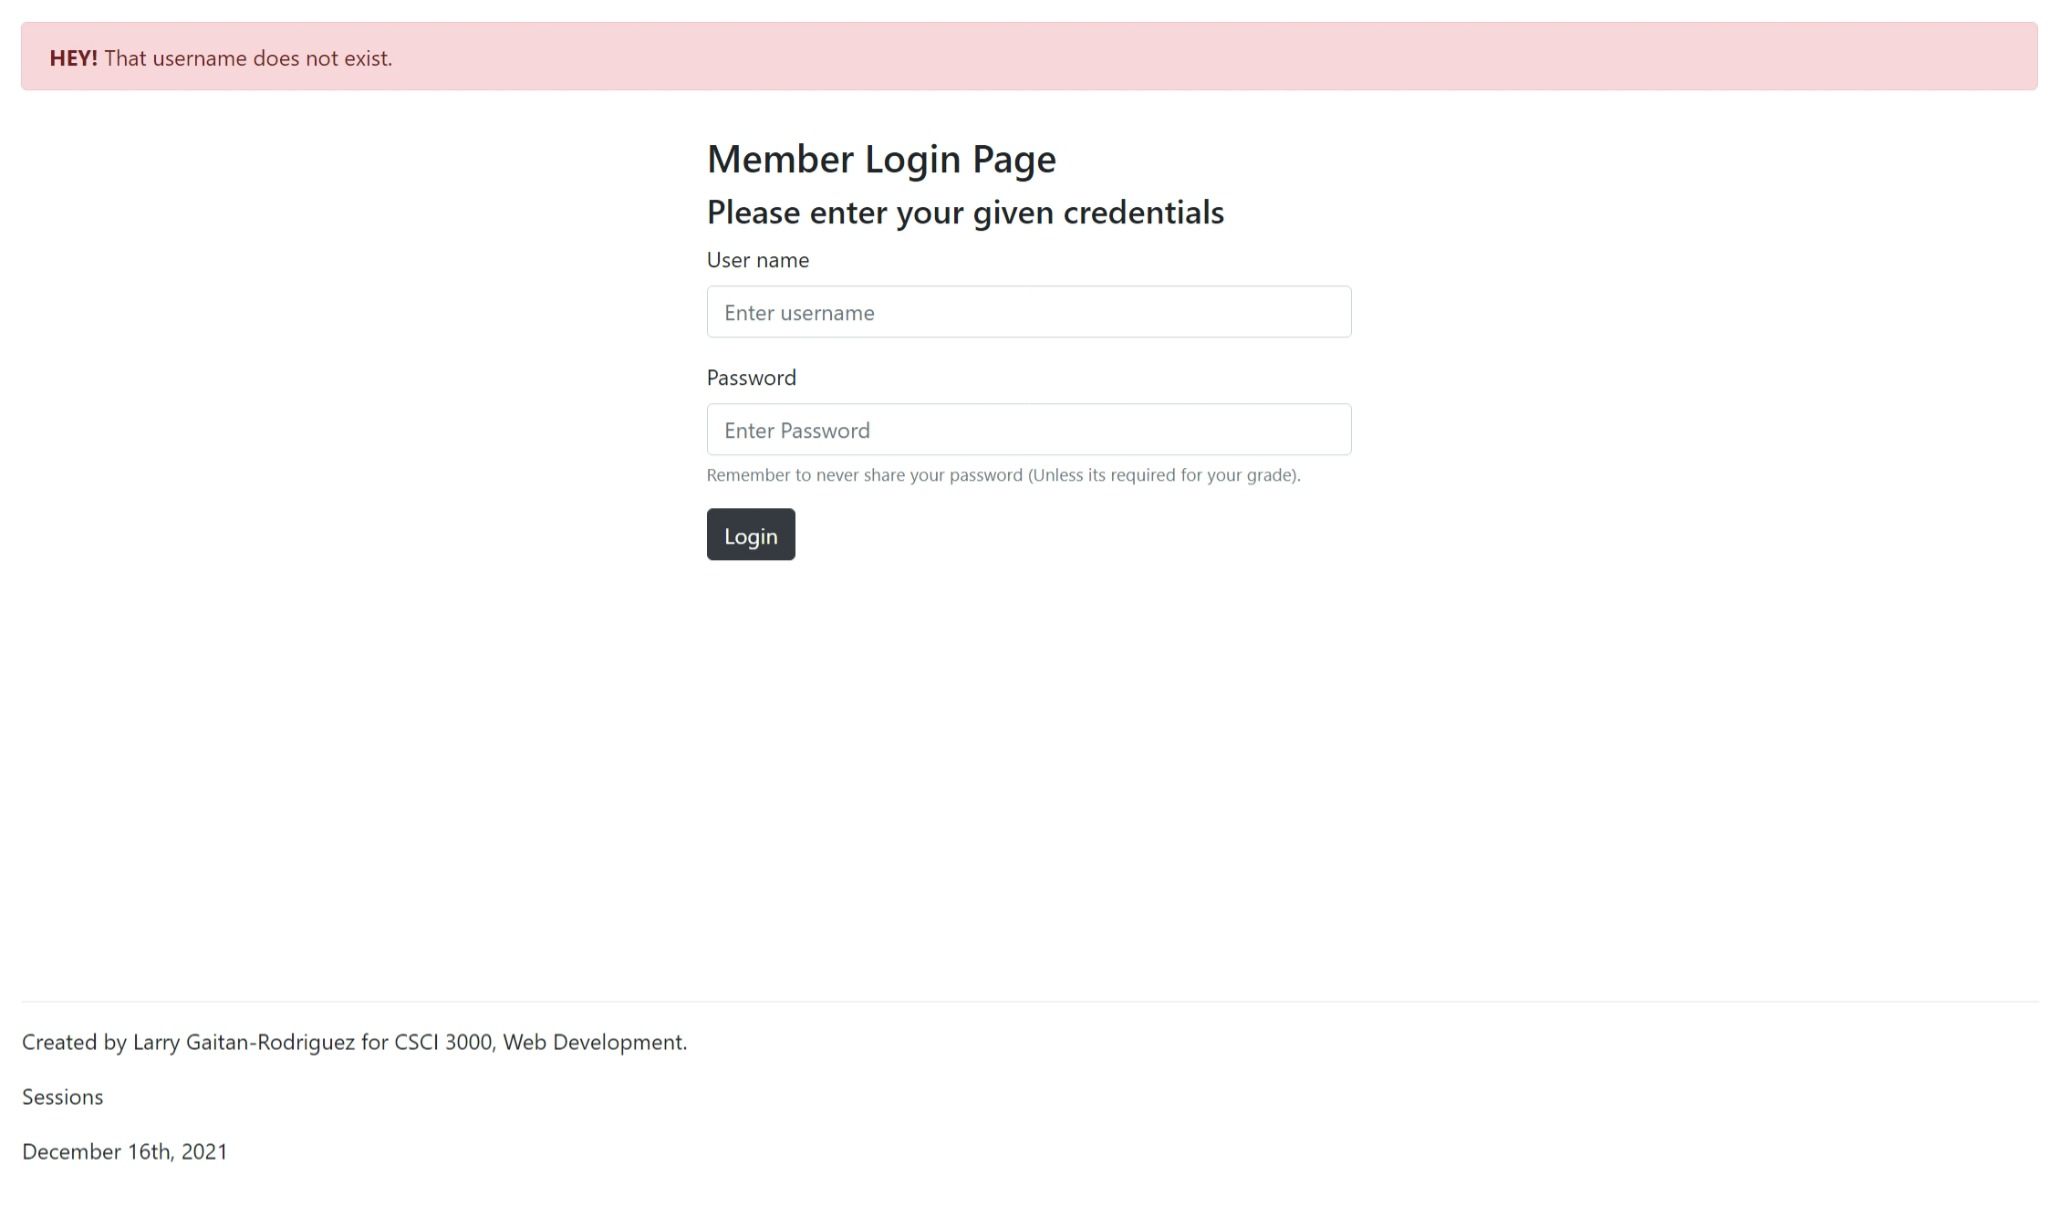 HEY! That username does not exist.
Member Login Page
Please enter your given credentials
User name
Enter username
Password
Enter Password
Remember to never share your password (Unless its required for your grade).
Login
Created by Larry Gaitan-Rodriguez for CSCI 3000, Web Development.
Sessions
December 16th, 2021